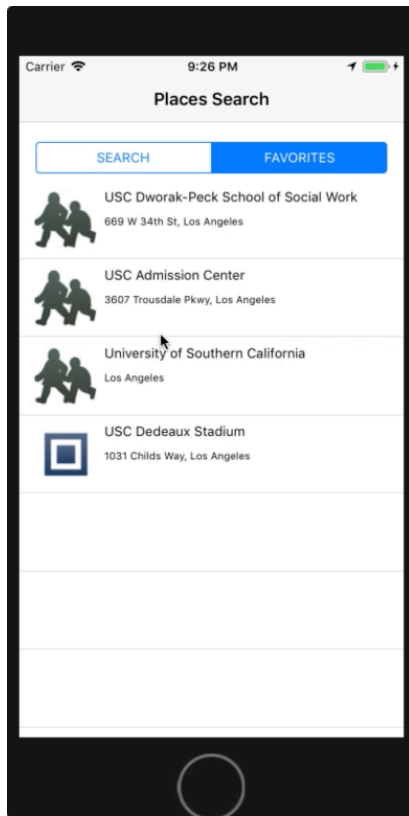 Carrier 9:26 PM
Places Search
SEARCH FAVORITES
USC Dworak-Peck School of Social Work
669 W 34th St, Los Angeles
USC Admission Center
3607 Trousdale Pkwy, Los Angeles
University of Southern California
Los Angeles
USC Dedeaux Stadium
1031 Childs Way, Los Angeles